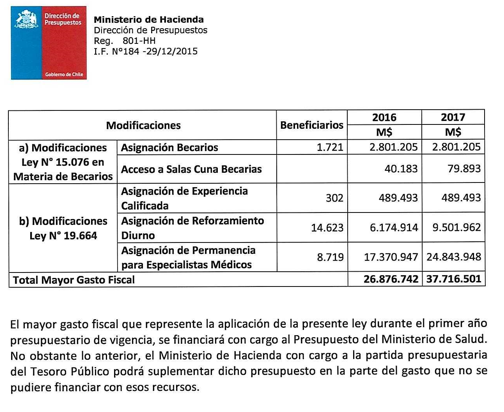 Dirección de
Presupuestos
Gobierno de Chile
Ministerio de Hacienda
Dirección de Presupuestos
Reg. 801-HH
I.F. N°184 -29/12/2015
Modificaciones Beneficiarios 2016 2017
M$ M$
a) Modificaciones
Ley N° 15.076 en
Materia de Becarios
Asignación Becarios 1.721 2.801.205 2.801.205
Acceso a Salas Cuna Becarias 40.183 79.893
b) Modificaciones
Ley N° 19.664
Asignación de Experiencia
Calificada 302 489.493 489.493
Asignación de Reforzamiento
Diurno 14.623 6.174.914 9.501.962
Asignación de Permanencia
para Especialistas Médicos 8.719 17.370.947 24.843.948
Total Mayor Gasto Fiscal 26.876.742 37.716.501
El mayor gasto fiscal que represente la aplicación de la presente ley durante el primer año
presupuestario de vigencia, se financiará con cargo al Presupuesto del Ministerio de Salud.
No obstante lo anterior, el Ministerio de Hacienda con cargo a la partida presupuestaria
del Tesoro Público podrá suplementar dicho presupuesto en la parte del gasto que no se
pudiere financiar con esos recursos.